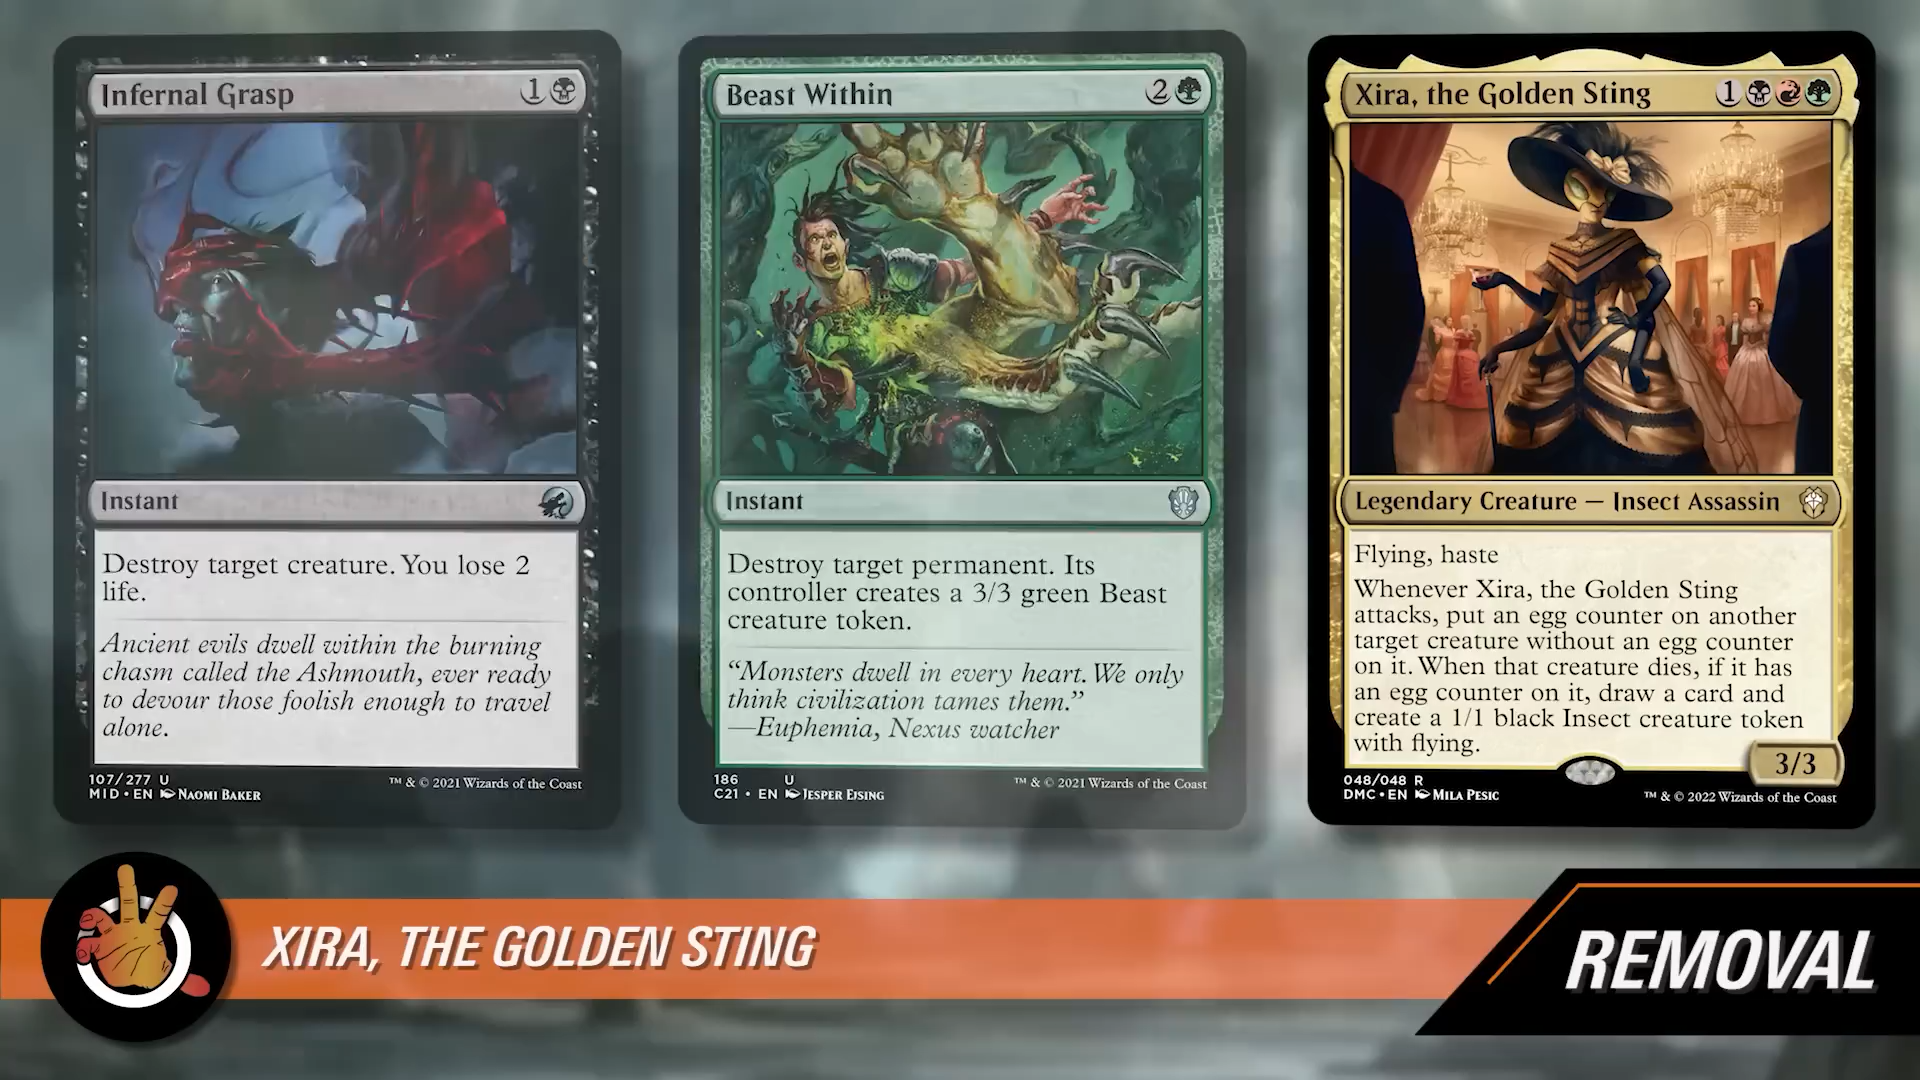 Infernal Grasp 1
Instant
Destroy target creature. You lose 2
life.
Ancient evils dwell within the burning
chasm called the Ashmouth, ever ready
to devour those foolish enough to travel
alone.
107/277 U
MID • EN NAOMI BAKER
™ & © 2021 Wizards of the Coast
Beast Within 2
Instant
Destroy target permanent. Its
controller creates a 3/3 green Beast
creature token.
“Monsters dwell in every heart. We only
think civilization tames them.”
—Euphemia, Nexus watcher
186 U
C21 • EN JESPER EJSING
™ & © 2021 Wizards of the Coast
Xira, the Golden Sting 1
Legendary Creature — Insect Assassin
Flying, haste
Whenever Xira, the Golden Sting
attacks, put an egg counter on another
target creature without an egg counter
on it. When that creature dies, if it has
an egg counter on it, draw a card and
create a 1/1 black Insect creature token
with flying.
3/3
048/048 R
DMC • EN MILA PESIC
™ & © 2022 Wizards of the Coast
XIRA, THE GOLDEN STING
REMOVAL